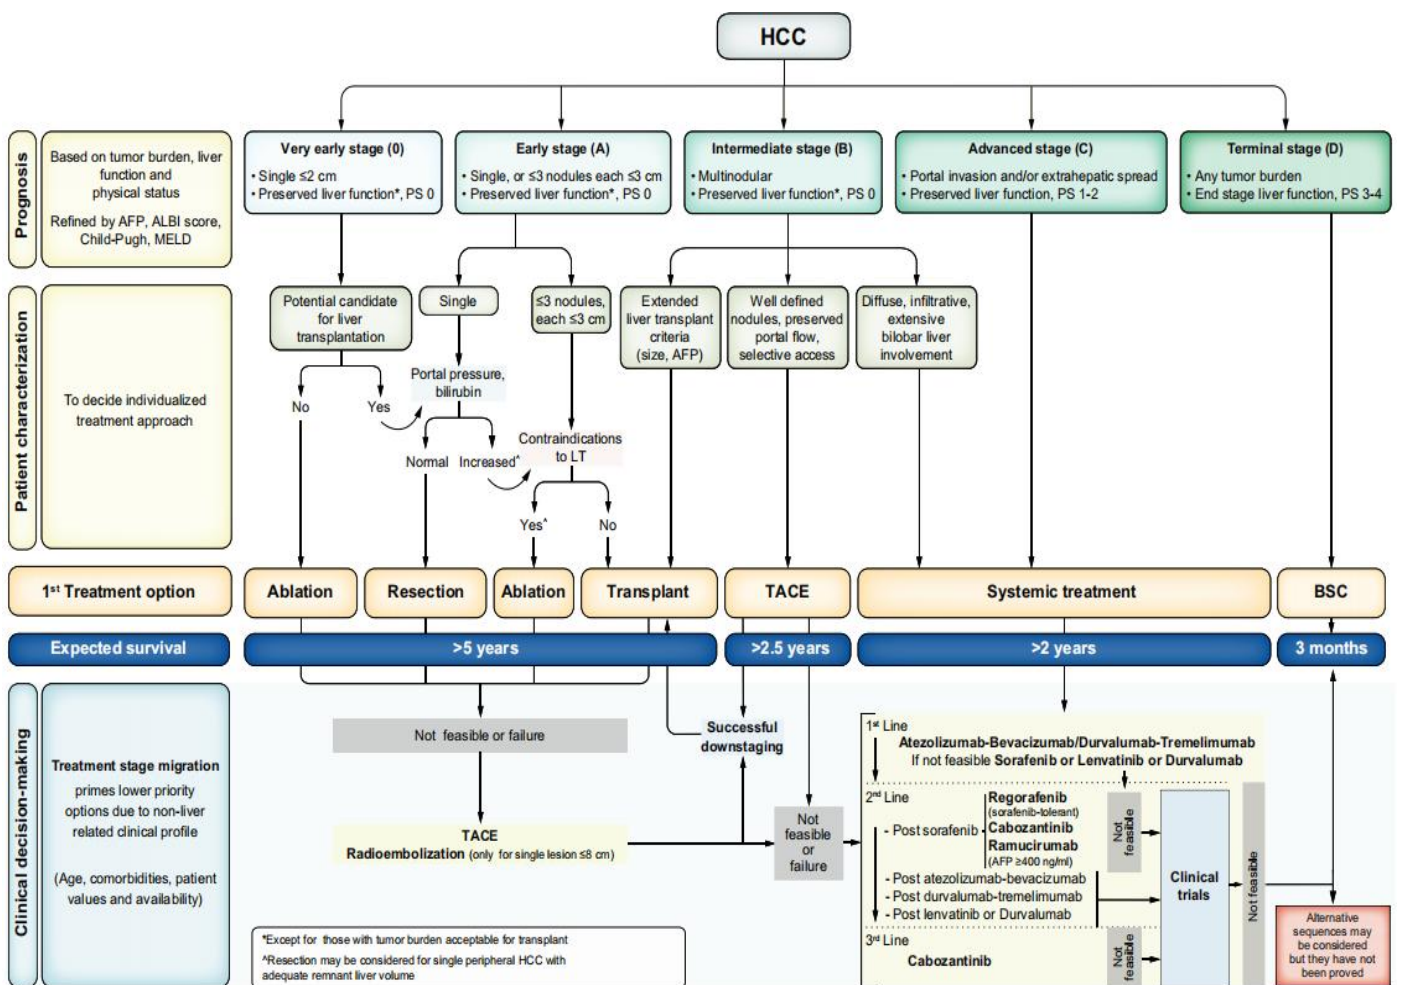 HCC
Prognosis
Based on tumor burden, liver
function and
physical status
Refined by AFP, ALBI score,
Child-Pugh, MELD
Very early stage (0)
• Single ≤2 cm
• Preserved liver function*, PS 0
Early stage (A)
• Single, or ≤3 nodules each ≤3 cm
• Preserved liver function*, PS 0
Intermediate stage (B)
• Multinodular
• Preserved liver function*, PS 0
Advanced stage (C)
• Portal invasion and/or extrahepatic spread
• Preserved liver function, PS 1-2
Terminal stage (D)
• Any tumor burden
• End stage liver function, PS 3-4
Patient characterization
To decide individualized
treatment approach
Potential candidate
for liver
transplantation
No
Yes
Single
Portal pressure,
bilirubin
Normal
Increased^
≤3 nodules,
each ≤3 cm
Contraindications
to LT
Yes^
No
Extended
liver transplant
criteria
(size, AFP)
Well defined
nodules, preserved
portal flow,
selective access
Diffuse, infiltrative,
extensive
bilobar liver
involvement
1st Treatment option
Ablation
Resection
Ablation
Transplant
TACE
Systemic treatment
BSC
Expected survival
>5 years
>2.5 years
>2 years
3 months
Clinical decision-making
Treatment stage migration
primes lower priority
options due to non-liver
related clinical profile
(Age, comorbidities, patient
values and availability)
Not feasible or failure
TACE
Radioembolization (only for single lesion ≤8 cm)
Successful
downstaging
Not
feasible
or
failure
1st Line
Atezolizumab-Bevacizumab/Durvalumab-Tremelimumab
If not feasible Sorafenib or Lenvatinib or Durvalumab
2nd Line
- Post sorafenib
Regorafenib
(sorafenib-tolerant)
Cabozantinib
Ramucirumab
(AFP ≥400 ng/ml)
- Post atezolizumab-bevacizumab
- Post durvalumab-tremelimumab
- Post lenvatinib or Durvalumab
3rd Line
Cabozantinib
Not
feasible
Not
feasible
Clinical
trials
Not feasible
Alternative
sequences may
be considered
but they have not
been proved
*Except for those with tumor burden acceptable for transplant
^Resection may be considered for single peripheral HCC with
adequate remnant liver volume